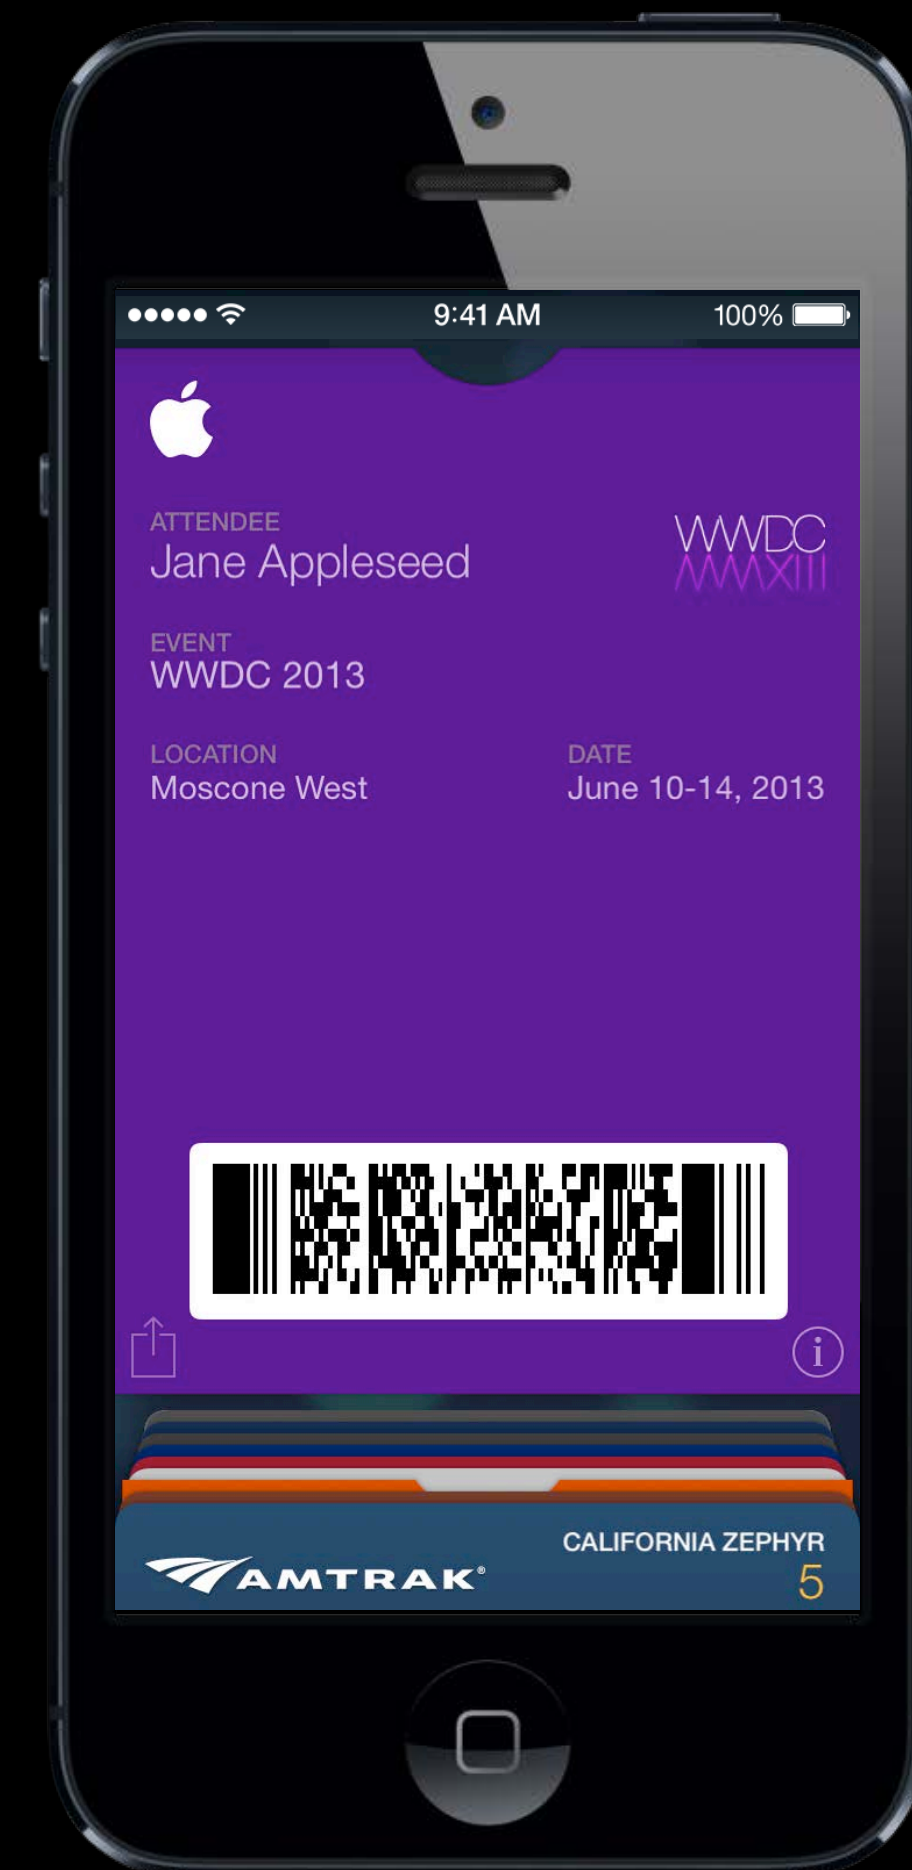 9:41 AM 100%
ATTENDEE
Jane Appleseed
WWDC
MMXIII
EVENT
WWDC 2013
LOCATION DATE
Moscone West June 10-14, 2013
i
CALIFORNIA ZEPHYR
AMTRAK® 5